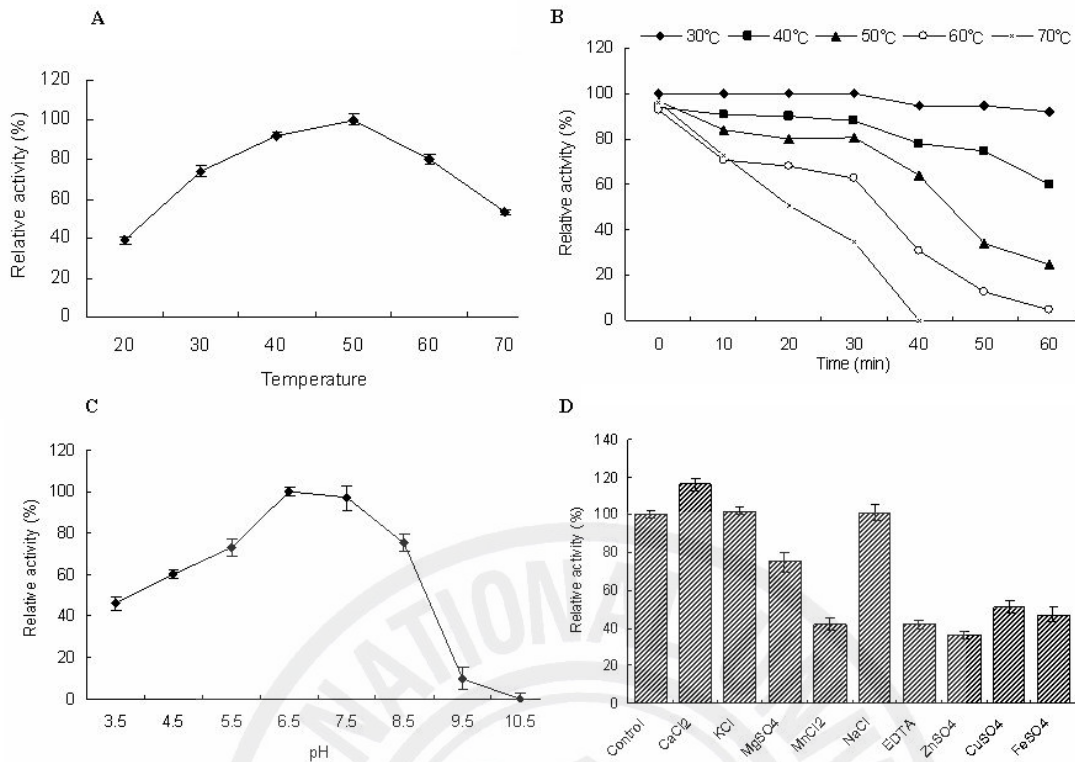 A
Relative activity (%)
120
100
80
60
40
20
0
20 30 40 50 60 70
Temperature
B
30℃ 40℃ 50℃ 60℃ 70℃
Relative activity (%)
120
100
80
60
40
20
0
0 10 20 30 40 50 60
Time (min)
C
Relative activity (%)
120
100
80
60
40
20
0
3.5 4.5 5.5 6.5 7.5 8.5 9.5 10.5
pH
D
Relative activity (%)
140
120
100
80
60
40
20
0
Control CaCl2 KCl MgSO4 MnCl2 NaCl EDTA ZnSO4 CuSO4 FeSO4
NATIONAL